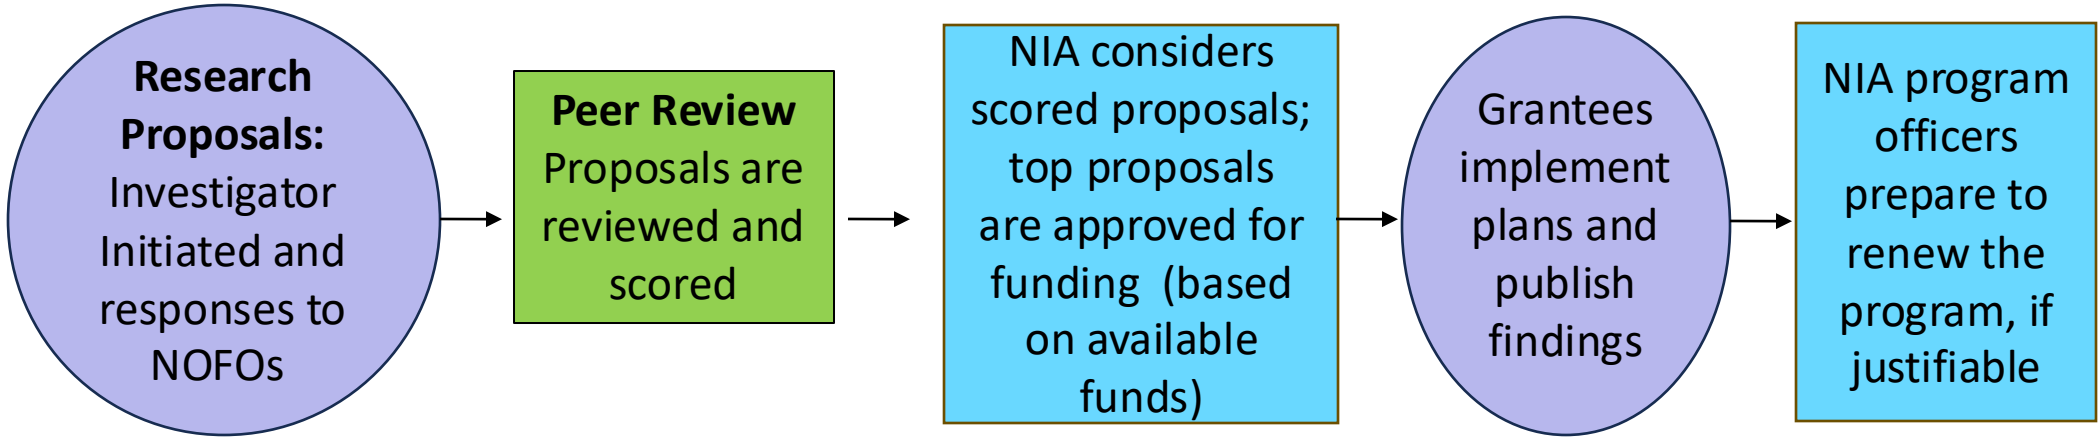 Research
Proposals:
Investigator
Initiated and
responses to
NOFOs
Peer Review
Proposals are
reviewed and
scored
NIA considers
scored proposals;
top proposals
are approved for
funding (based
on available
funds)
Grantees
implement
plans and
publish
findings
NIA program
officers
prepare to
renew the
program, if
justifiable